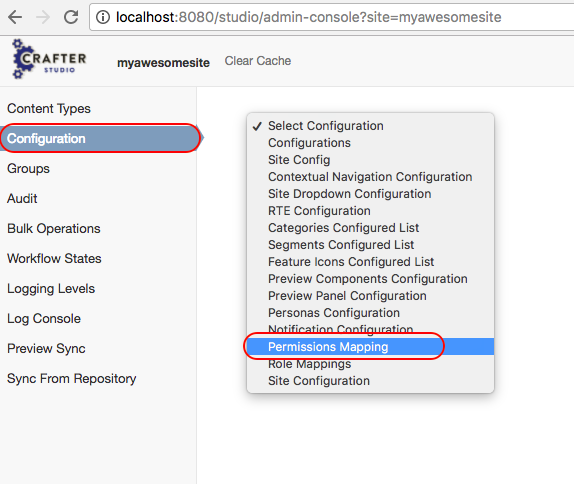 localhost:8080/studio/admin-console?site=myawesomesite
CRAFTER
STUDIO
myawesomesite
Clear Cache
Content Types
Configuration
Groups
Audit
Bulk Operations
Workflow States
Logging Levels
Log Console
Preview Sync
Sync From Repository
✓ Select Configuration
Configurations
Site Config
Contextual Navigation Configuration
Site Dropdown Configuration
RTE Configuration
Categories Configured List
Segments Configured List
Feature Icons Configured List
Preview Components Configuration
Preview Panel Configuration
Personas Configuration
Notification Configuration
Permissions Mapping
Role Mappings
Site Configuration